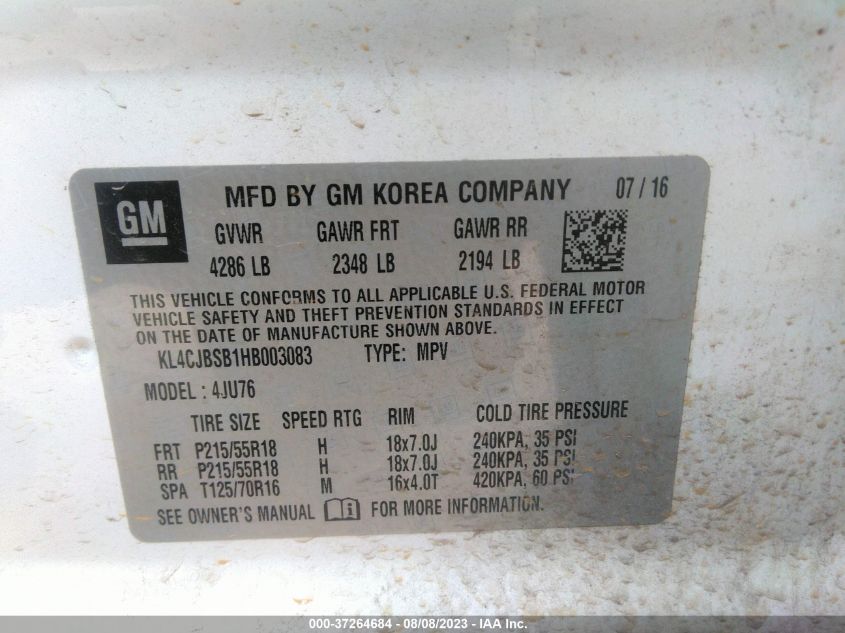 GM
MFD BY GM KOREA COMPANY 07 / 16
GVWR GAWR FRT GAWR RR
4286 LB 2348 LB 2194 LB
THIS VEHICLE CONFORMS TO ALL APPLICABLE U.S. FEDERAL MOTOR
VEHICLE SAFETY AND THEFT PREVENTION STANDARDS IN EFFECT
ON THE DATE OF MANUFACTURE SHOWN ABOVE.
KL4CJBSB1HB003083 TYPE: MPV
MODEL : 4JU76
TIRE SIZE SPEED RTG RIM COLD TIRE PRESSURE
FRT P215/55R18 H 18x7.0J 240KPA, 35 PSI
RR P215/55R18 H 18x7.0J 240KPA, 35 PSI
SPA T125/70R16 M 16x4.0T 420KPA, 60 PSI
SEE OWNER'S MANUAL i FOR MORE INFORMATION.
000-37264684 - 08/08/2023 - IAA Inc.